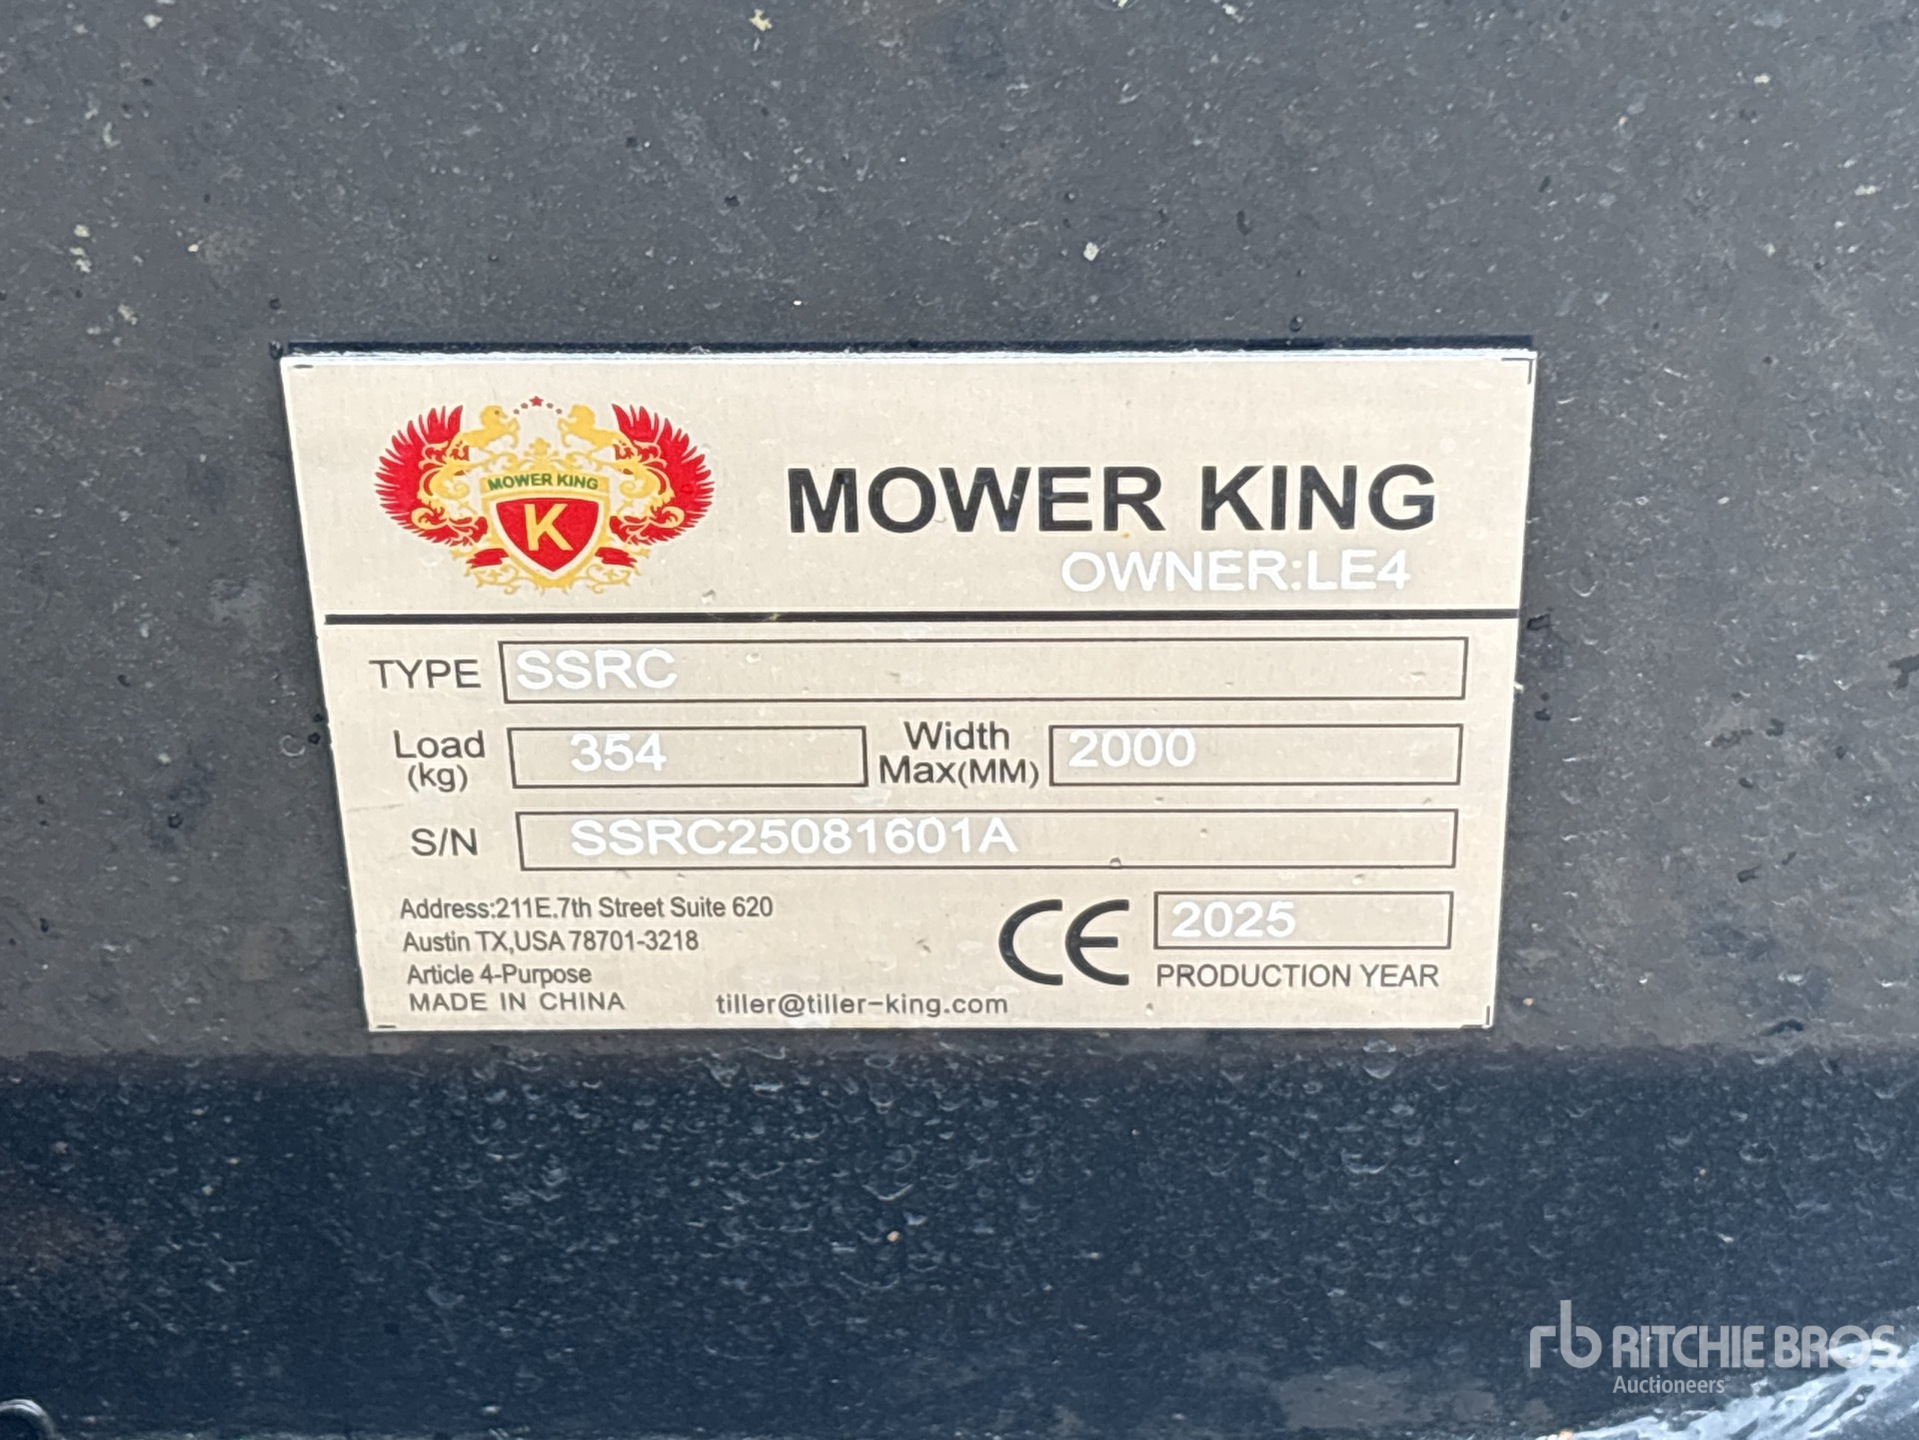 MOWER KING
K
MOWER KING
OWNER:LE4
TYPE SSRC
Load (kg) 354 Width Max(MM) 2000
S/N SSRC25081601A
Address:211E.7th Street Suite 620
Austin TX,USA 78701-3218
Article 4-Purpose
MADE IN CHINA
tiller@tiller-king.com
CE
2025
PRODUCTION YEAR
rb RITCHIE BROS.
Auctioneers